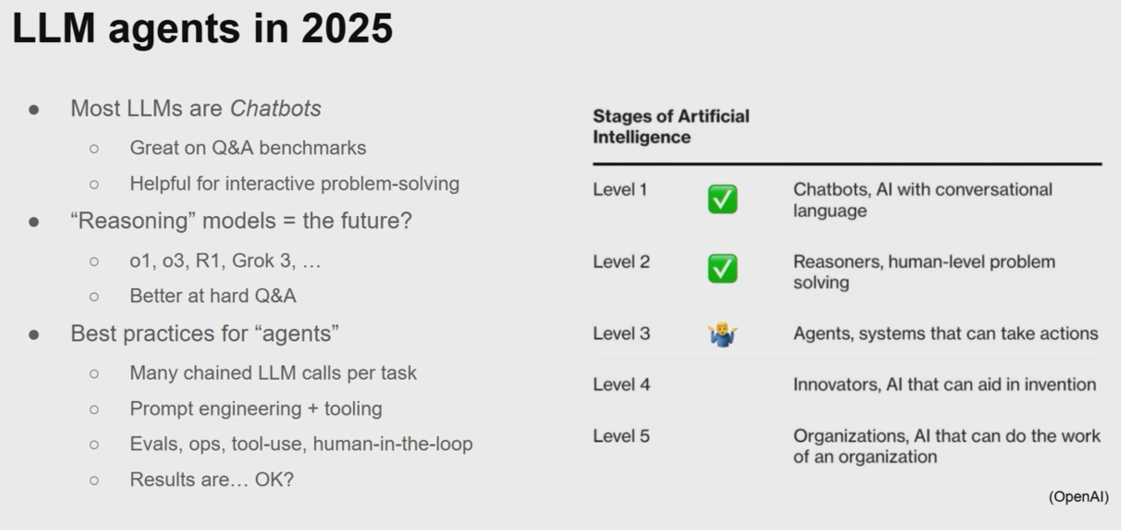 LLM agents in 2025
● Most LLMs are Chatbots
○ Great on Q&A benchmarks
○ Helpful for interactive problem-solving
● “Reasoning” models = the future?
○ o1, o3, R1, Grok 3, …
○ Better at hard Q&A
● Best practices for “agents”
○ Many chained LLM calls per task
○ Prompt engineering + tooling
○ Evals, ops, tool-use, human-in-the-loop
○ Results are… OK?
Stages of Artificial
Intelligence
Level 1 ✅ Chatbots, AI with conversational
language
Level 2 ✅ Reasoners, human-level problem
solving
Level 3 🤷‍♂️ Agents, systems that can take actions
Level 4 Innovators, AI that can aid in invention
Level 5 Organizations, AI that can do the work
of an organization
(OpenAI)